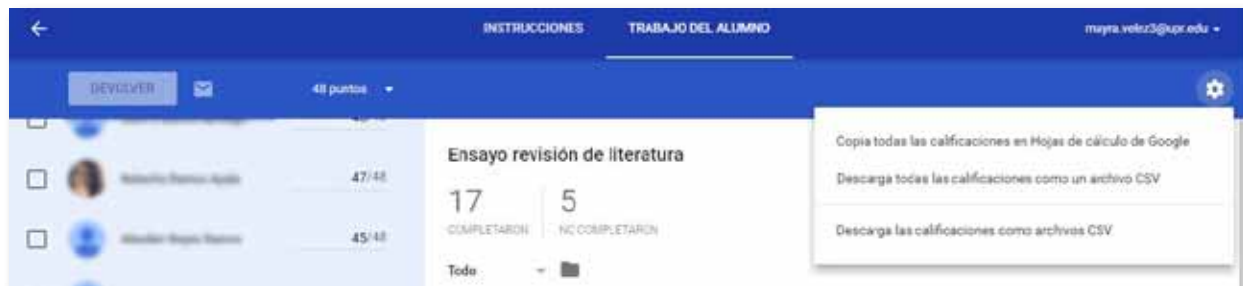 INSTRUCCIONES
TRABAJO DEL ALUMNO
mayra.velez3@upr.edu
DEVOLVER
48 puntos
47/48
45/48
Ensayo revisión de literatura
17
5
COMPLETARON
NO COMPLETARON
Todo
Copia todas las calificaciones en Hojas de cálculo de Google
Descarga todas las calificaciones como un archivo CSV
Descarga las calificaciones como archivos CSV